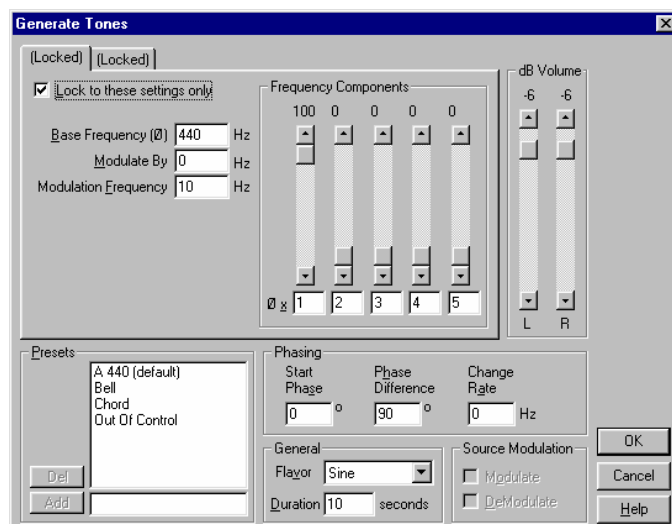 Generate Tones
(Locked) (Locked)
Lock to these settings only
Base Frequency (Ø) 440 Hz
Modulate By 0 Hz
Modulation Frequency 10 Hz
Frequency Components
100 0 0 0 0
Ø x 1 2 3 4 5
dB Volume
-6 -6
L R
Presets
A 440 (default)
Bell
Chord
Out Of Control
Del
Add
Phasing
Start Phase 0 °
Phase Difference 90 °
Change Rate 0 Hz
General
Flavor Sine
Duration 10 seconds
Source Modulation
Modulate
DeModulate
OK
Cancel
Help